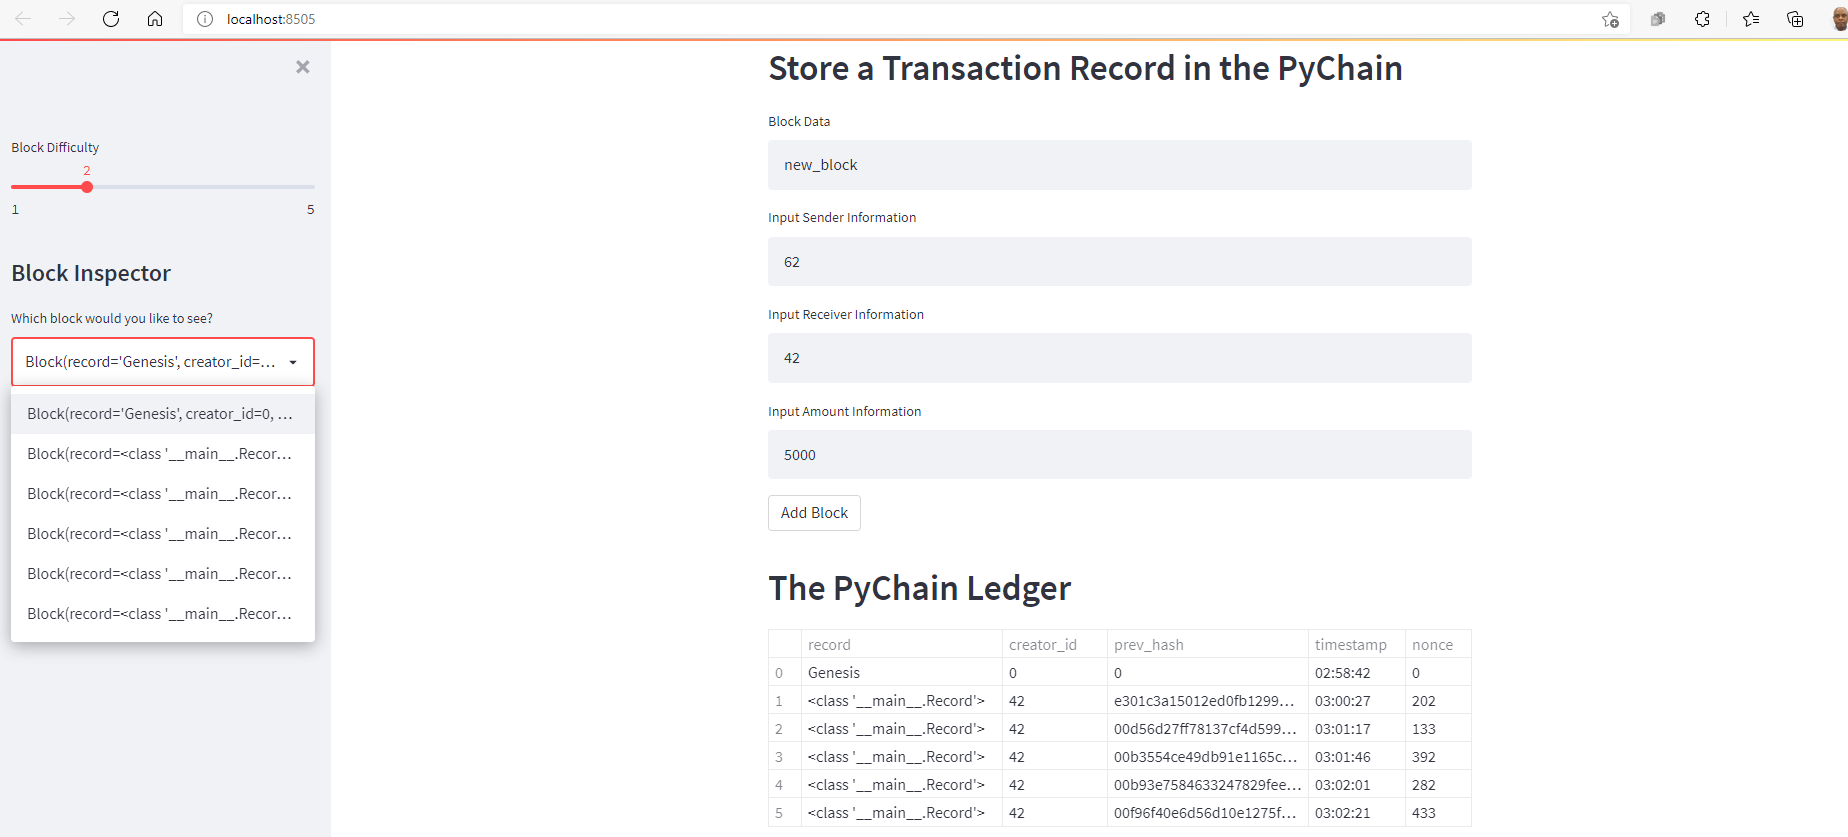 localhost:8505
Block Difficulty
2
1 5
Block Inspector
Which block would you like to see?
Block(record='Genesis', creator_id=...
Block(record='Genesis', creator_id=0, ...
Block(record=<class '__main__.Recor...
Block(record=<class '__main__.Recor...
Block(record=<class '__main__.Recor...
Block(record=<class '__main__.Recor...
Block(record=<class '__main__.Recor...
Store a Transaction Record in the PyChain
Block Data
new_block
Input Sender Information
62
Input Receiver Information
42
Input Amount Information
5000
Add Block
The PyChain Ledger
record creator_id prev_hash timestamp nonce
0 Genesis 0 0 02:58:42 0
1 <class '__main__.Record'> 42 e301c3a15012ed0fb1299... 03:00:27 202
2 <class '__main__.Record'> 42 00d56d27ff78137cf4d599... 03:01:17 133
3 <class '__main__.Record'> 42 00b3554ce49db91e1165c... 03:01:46 392
4 <class '__main__.Record'> 42 00b93e7584633247829fee... 03:02:01 282
5 <class '__main__.Record'> 42 00f96f40e6d56d10e1275f... 03:02:21 433